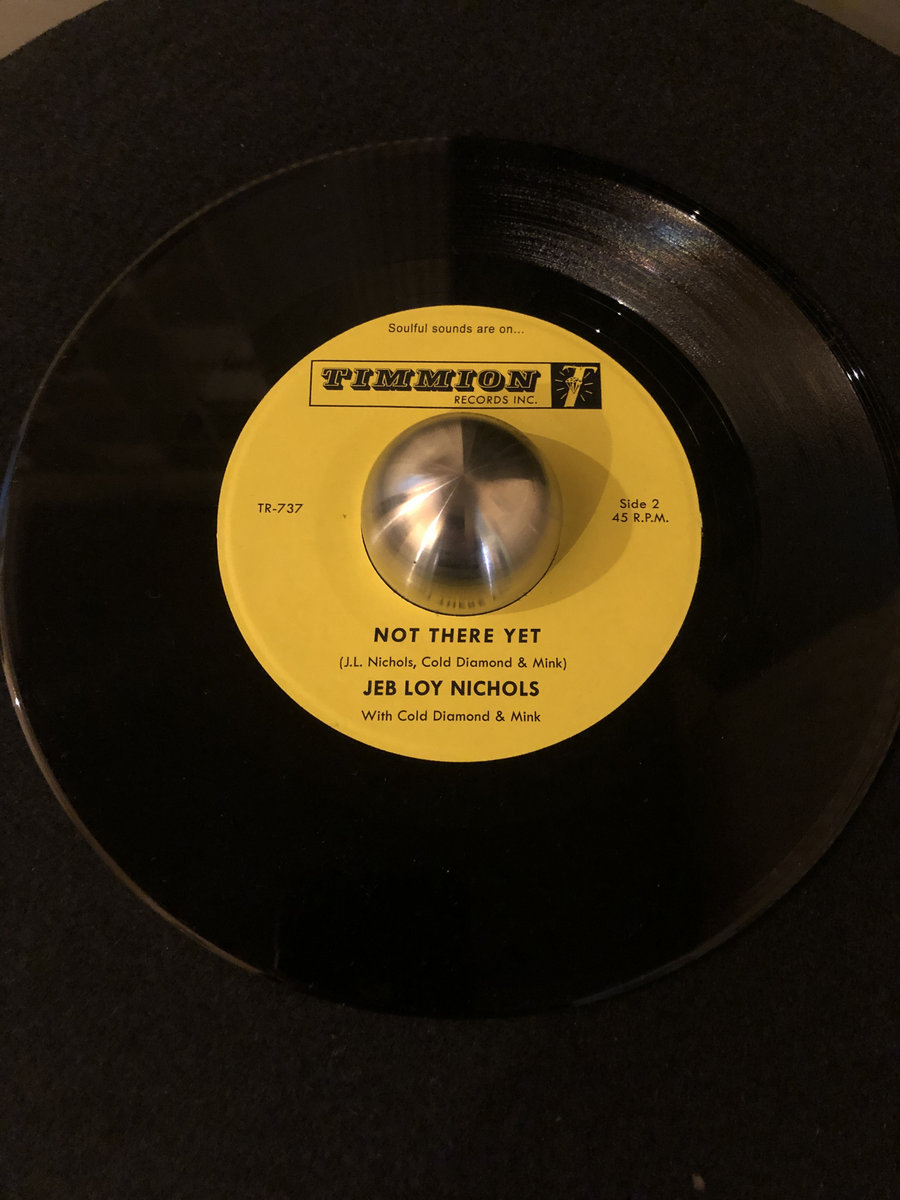 Soulful sounds are on...
TIMMION
RECORDS INC.
TR-737
Side 2
45 R.P.M.
NOT THERE YET
(J.L. Nichols, Cold Diamond & Mink)
JEB LOY NICHOLS
With Cold Diamond & Mink